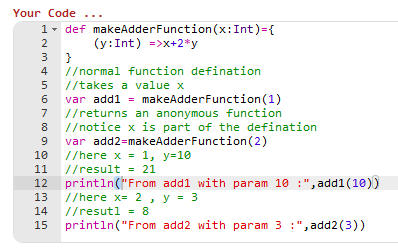 Your Code ...
1 def makeAdderFunction(x:Int)={
2 (y:Int) =>x+2*y
3 }
4 //normal function defination
5 //takes a value x
6 var add1 = makeAdderFunction(1)
7 //returns an anonymous function
8 //notice x is part of the defination
9 var add2=makeAdderFunction(2)
10 //here x = 1, y=10
11 //result = 21
12 println("From add1 with param 10 :",add1(10))
13 //here x= 2 , y = 3
14 //resutl = 8
15 println("From add2 with param 3 :",add2(3))